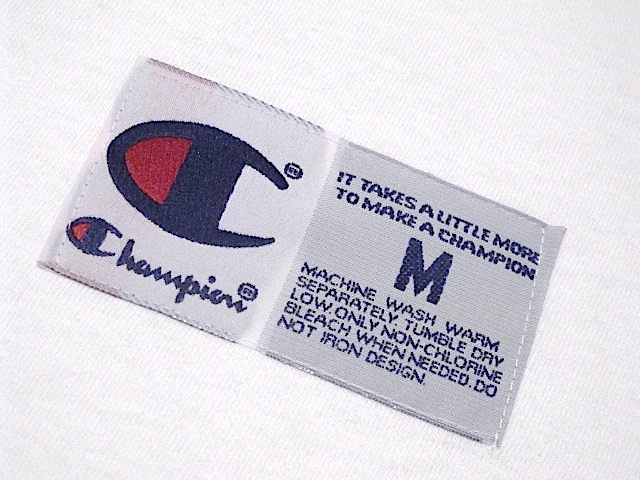 C®
Champion®
IT TAKES A LITTLE MORE
TO MAKE A CHAMPION
M
MACHINE WASH WARM
SEPARATELY. TUMBLE DRY
LOW. ONLY NON-CHLORINE
BLEACH WHEN NEEDED. DO
NOT IRON DESIGN.